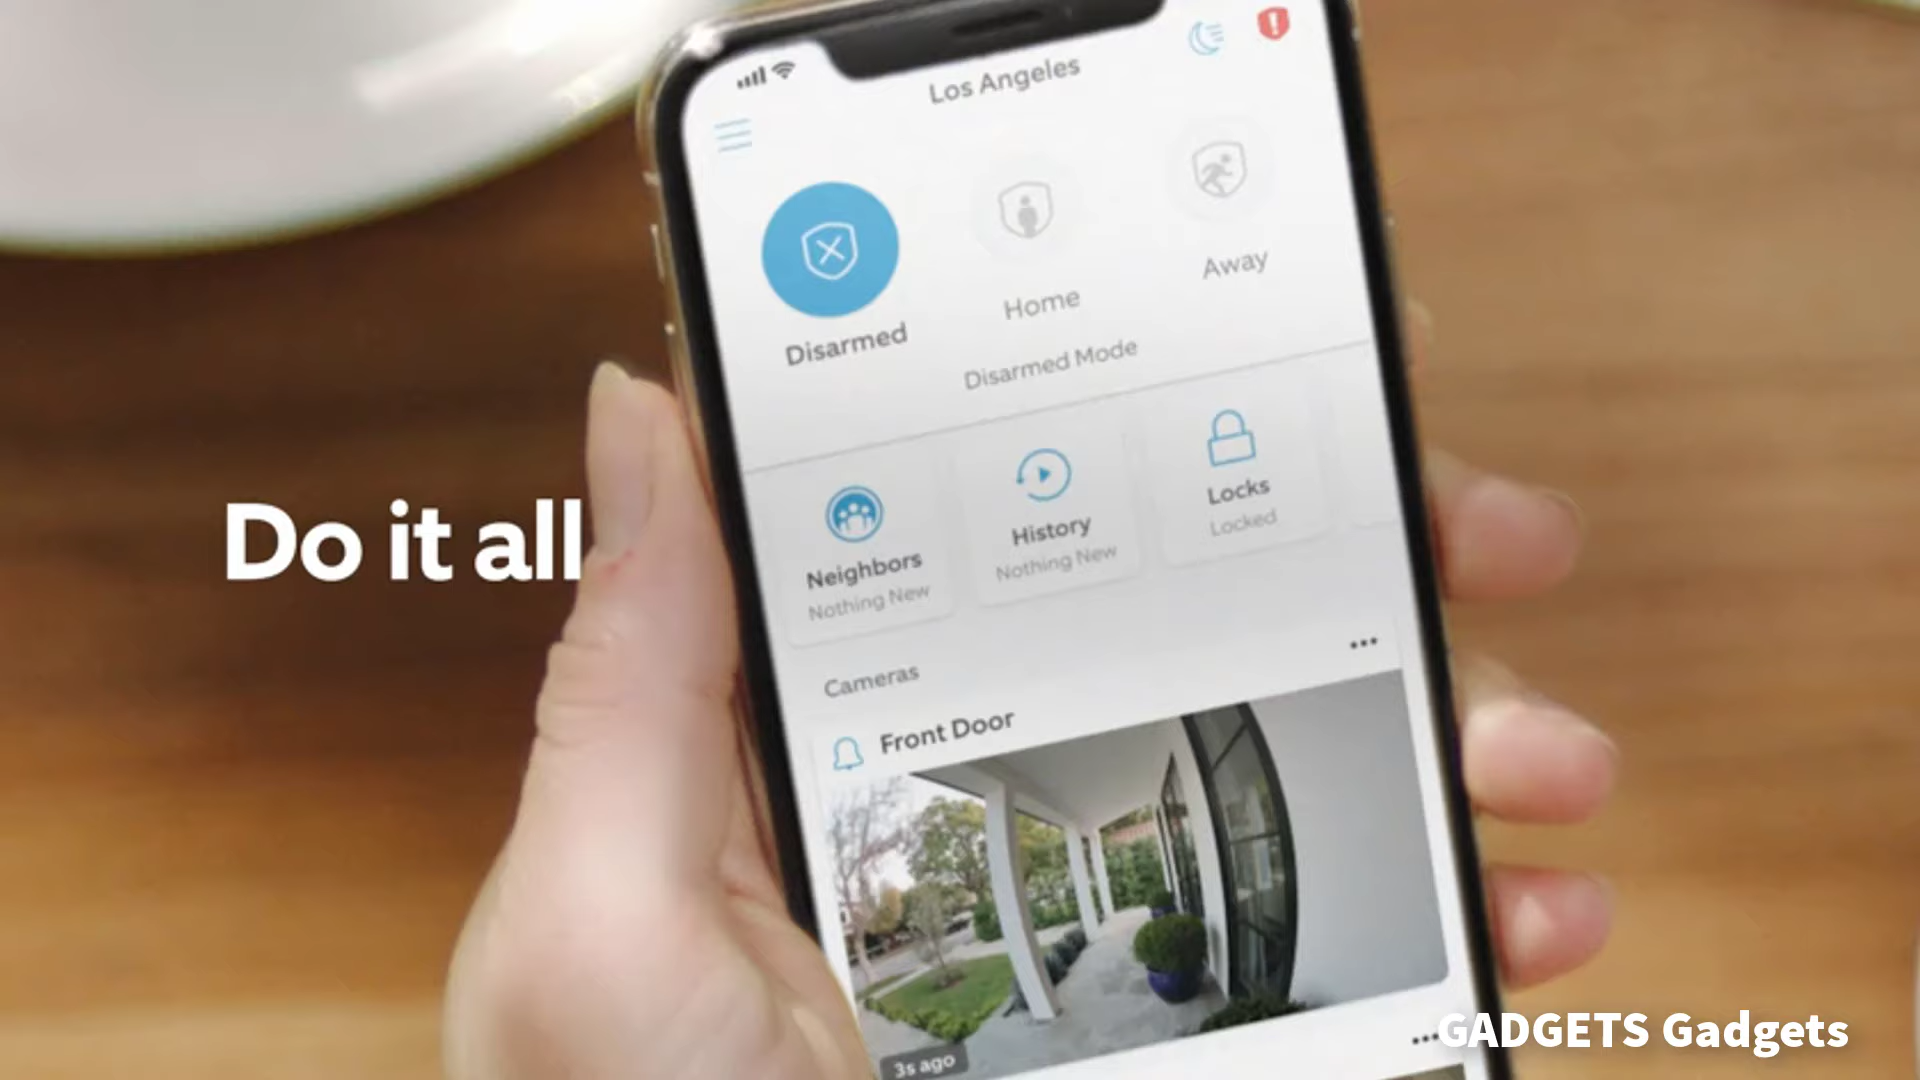 Los Angeles
Disarmed
Home
Away
Disarmed Mode
Neighbors
Nothing New
History
Nothing New
Locks
Locked
Cameras
Front Door
3s ago
Do it all
GADGETS Gadgets